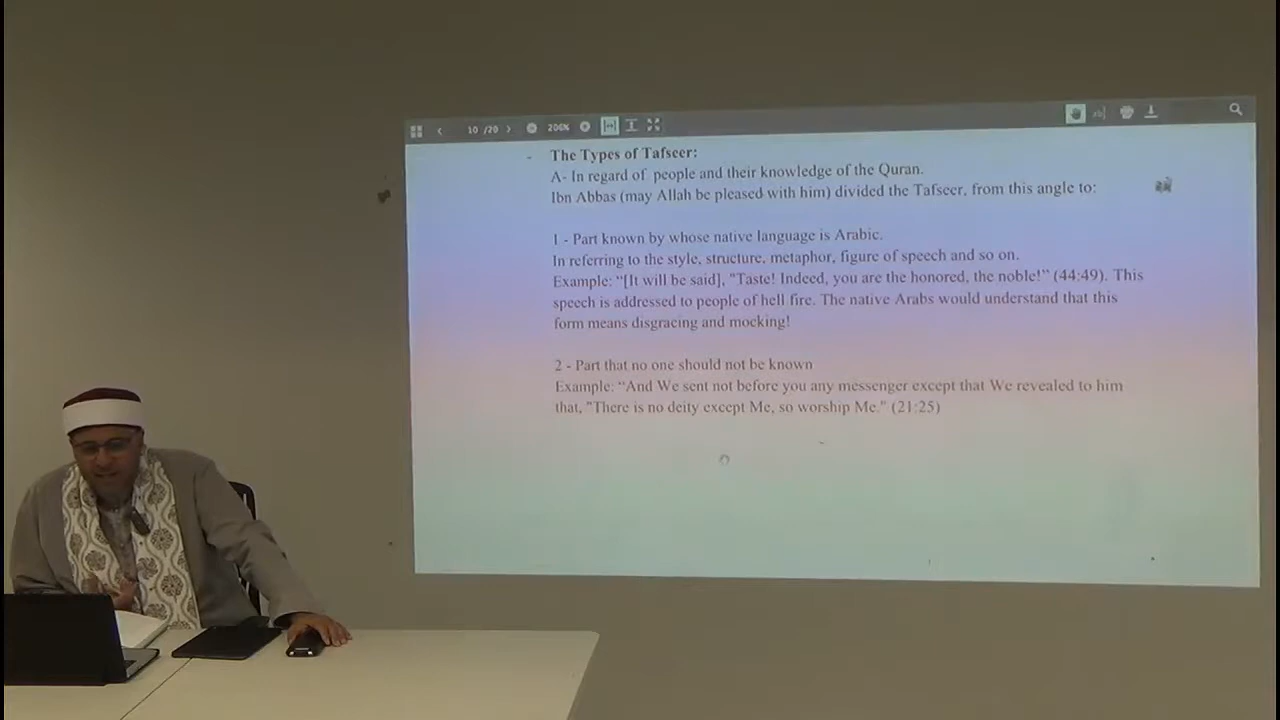 10 /20
206%
- The Types of Tafseer:
A- In regard of people and their knowledge of the Quran.
Ibn Abbas (may Allah be pleased with him) divided the Tafseer, from this angle to:
1 - Part known by whose native language is Arabic.
In referring to the style, structure, metaphor, figure of speech and so on.
Example: “[It will be said], "Taste! Indeed, you are the honored, the noble!” (44:49). This
speech is addressed to people of hell fire. The native Arabs would understand that this
form means disgracing and mocking!
2 - Part that no one should not be known
Example: “And We sent not before you any messenger except that We revealed to him
that, "There is no deity except Me, so worship Me." (21:25)